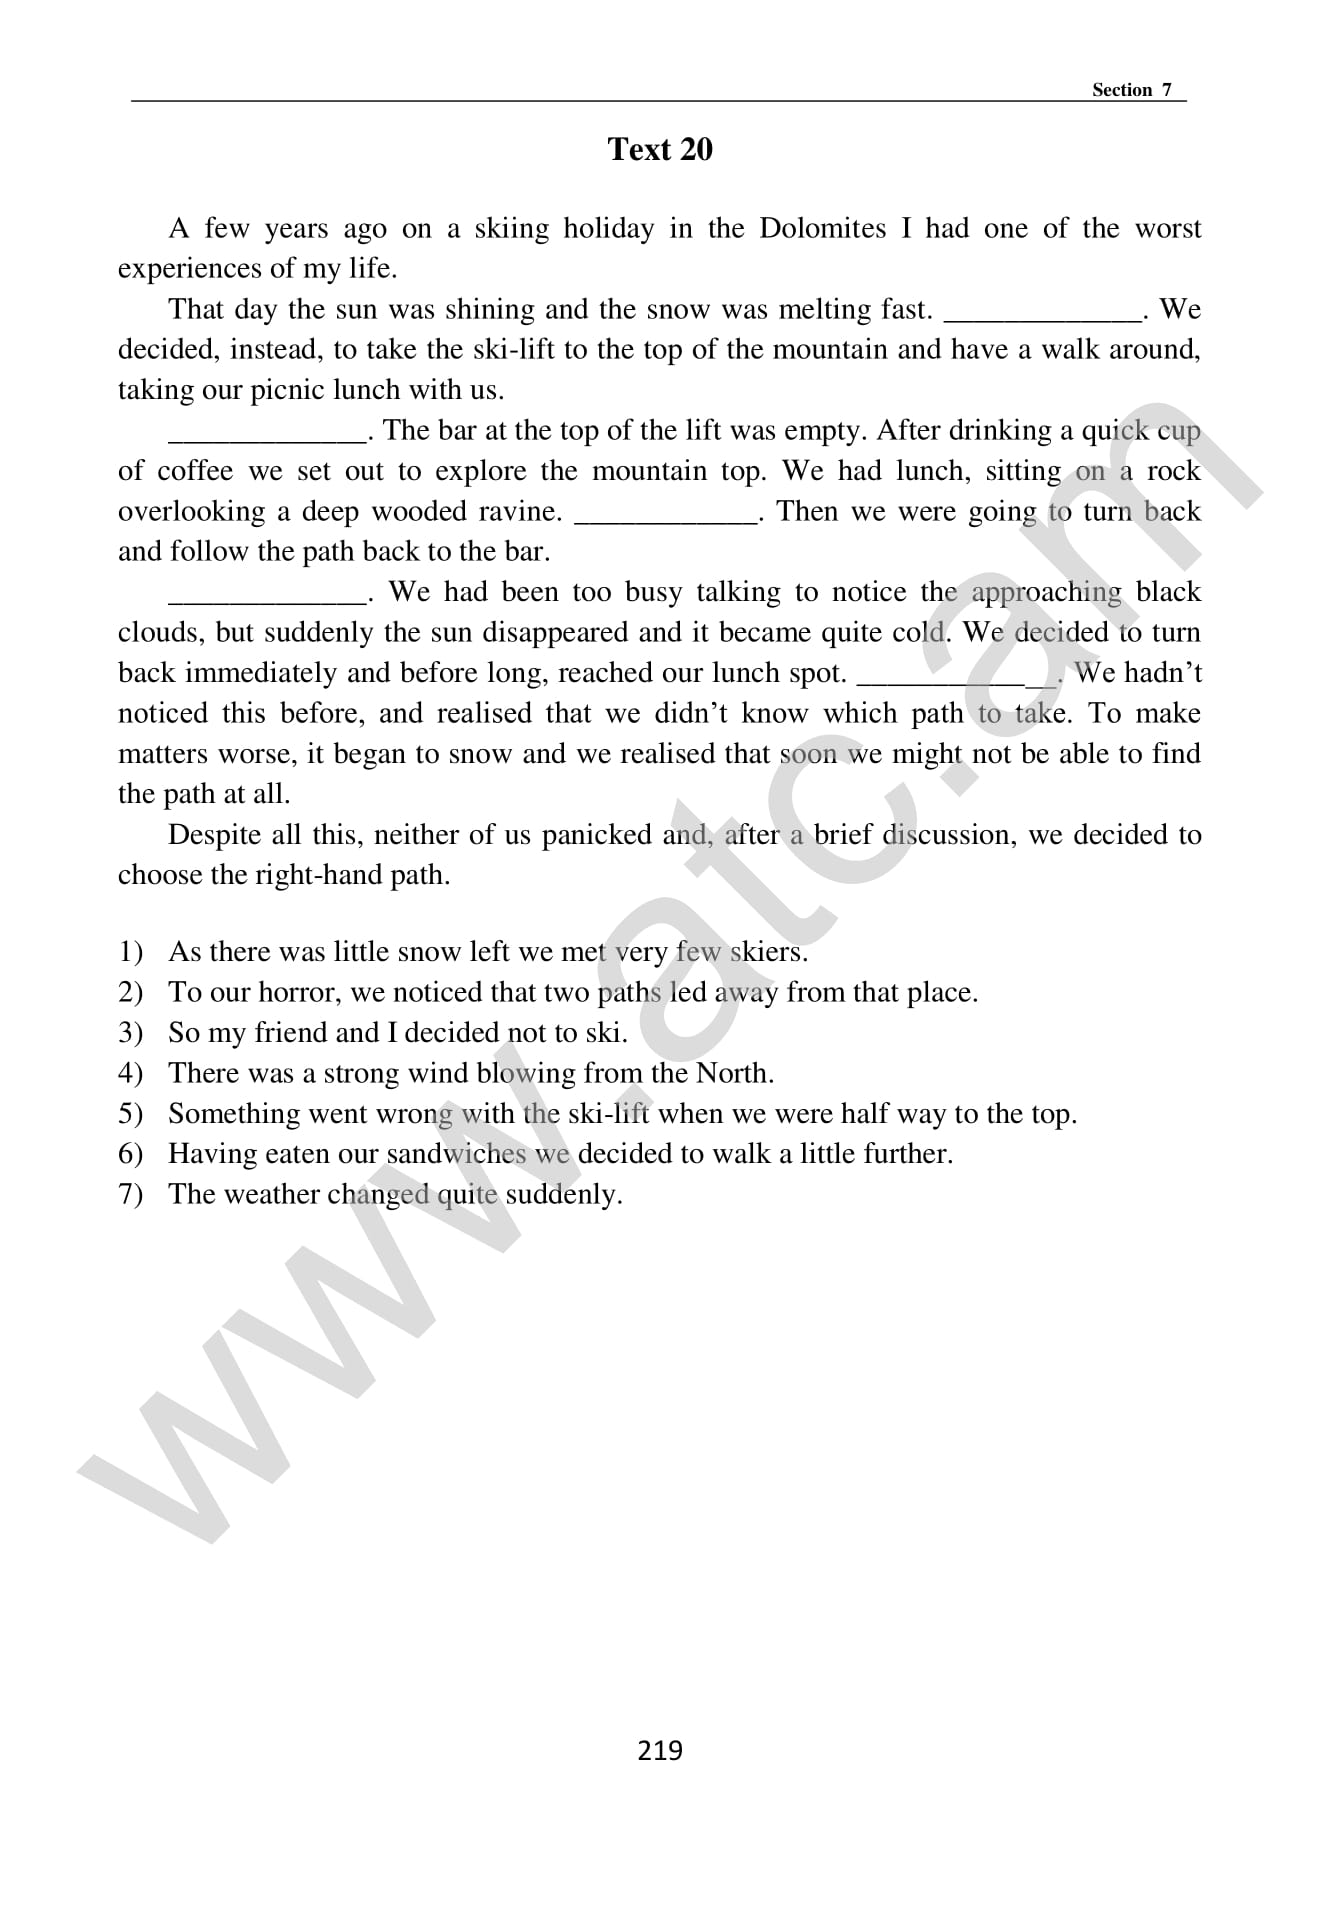 Section 7
Text 20
A few years ago on a skiing holiday in the Dolomites I had one of the worst
experiences of my life.
That day the sun was shining and the snow was melting fast. _____________. We
decided, instead, to take the ski-lift to the top of the mountain and have a walk around,
taking our picnic lunch with us.
_____________. The bar at the top of the lift was empty. After drinking a quick cup
of coffee we set out to explore the mountain top. We had lunch, sitting on a rock
overlooking a deep wooded ravine. ____________. Then we were going to turn back
and follow the path back to the bar.
_____________. We had been too busy talking to notice the approaching black
clouds, but suddenly the sun disappeared and it became quite cold. We decided to turn
back immediately and before long, reached our lunch spot. _____________. We hadn’t
noticed this before, and realised that we didn’t know which path to take. To make
matters worse, it began to snow and we realised that soon we might not be able to find
the path at all.
Despite all this, neither of us panicked and, after a brief discussion, we decided to
choose the right-hand path.
1) As there was little snow left we met very few skiers.
2) To our horror, we noticed that two paths led away from that place.
3) So my friend and I decided not to ski.
4) There was a strong wind blowing from the North.
5) Something went wrong with the ski-lift when we were half way to the top.
6) Having eaten our sandwiches we decided to walk a little further.
7) The weather changed quite suddenly.
www.atc.am
219